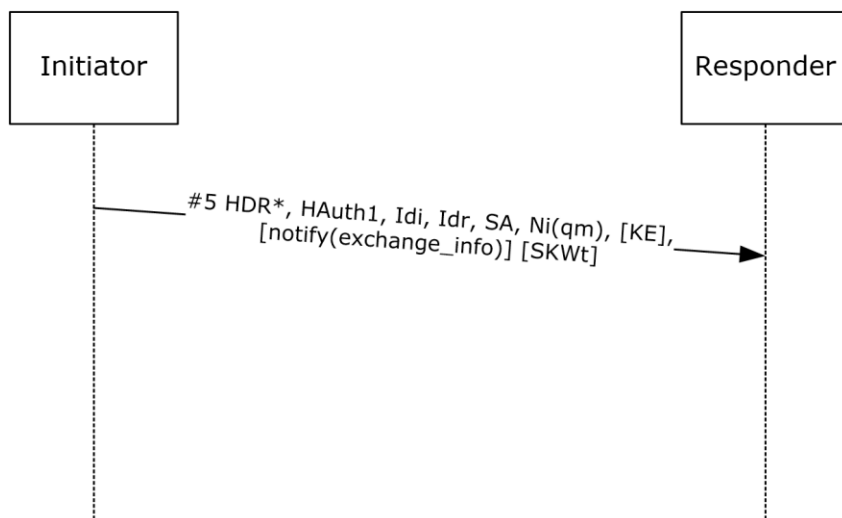 Initiator
Responder
#5 HDR*, HAuth1, Idi, Idr, SA, Ni(qm), [KE],
[notify(exchange_info)] [SKWt]